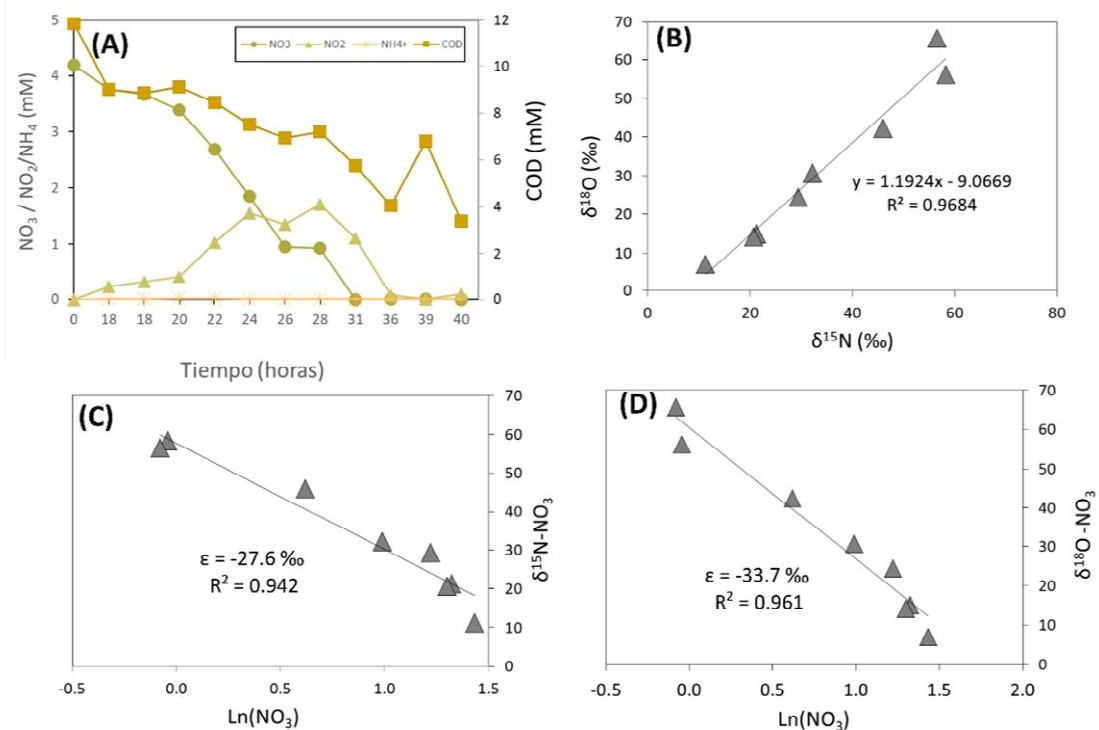 (A)
NO3 NO2 NH4+ COD
5
4
3
2
1
0
NO₃ / NO₂/NH₄ (mM)
12
10
8
6
4
2
0
COD (mM)
0 18 18 20 22 24 26 28 31 36 39 40
Tiempo (horas)
(B)
70
60
50
40
30
20
10
0
δ¹⁸O (‰)
y = 1.1924x - 9.0669
R² = 0.9684
0 20 40 60 80
δ¹⁵N (‰)
(C)
70
60
50
40
30
20
10
0
δ¹⁵N-NO₃
ε = -27.6 ‰
R² = 0.942
-0.5 0.0 0.5 1.0 1.5
Ln(NO₃)
(D)
70
60
50
40
30
20
10
0
δ¹⁸O -NO₃
ε = -33.7 ‰
R² = 0.961
-0.5 0.0 0.5 1.0 1.5 2.0
Ln(NO₃)